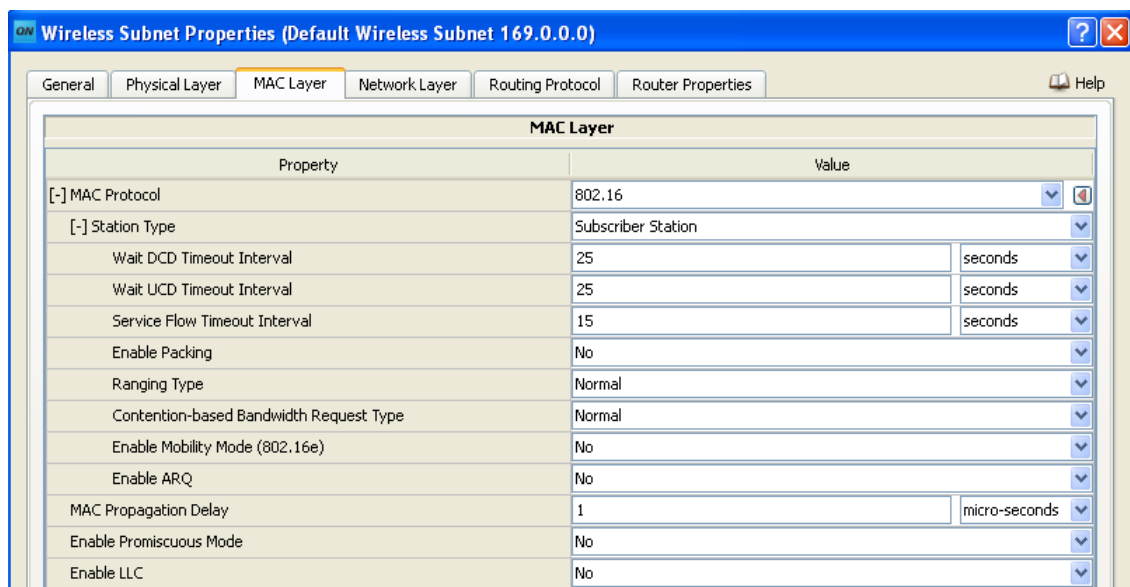 QN Wireless Subnet Properties (Default Wireless Subnet 169.0.0.0)
General Physical Layer MAC Layer Network Layer Routing Protocol Router Properties Help
MAC Layer
Property Value
[-] MAC Protocol 802.16
[-] Station Type Subscriber Station
Wait DCD Timeout Interval 25 seconds
Wait UCD Timeout Interval 25 seconds
Service Flow Timeout Interval 15 seconds
Enable Packing No
Ranging Type Normal
Contention-based Bandwidth Request Type Normal
Enable Mobility Mode (802.16e) No
Enable ARQ No
MAC Propagation Delay 1 micro-seconds
Enable Promiscuous Mode No
Enable LLC No